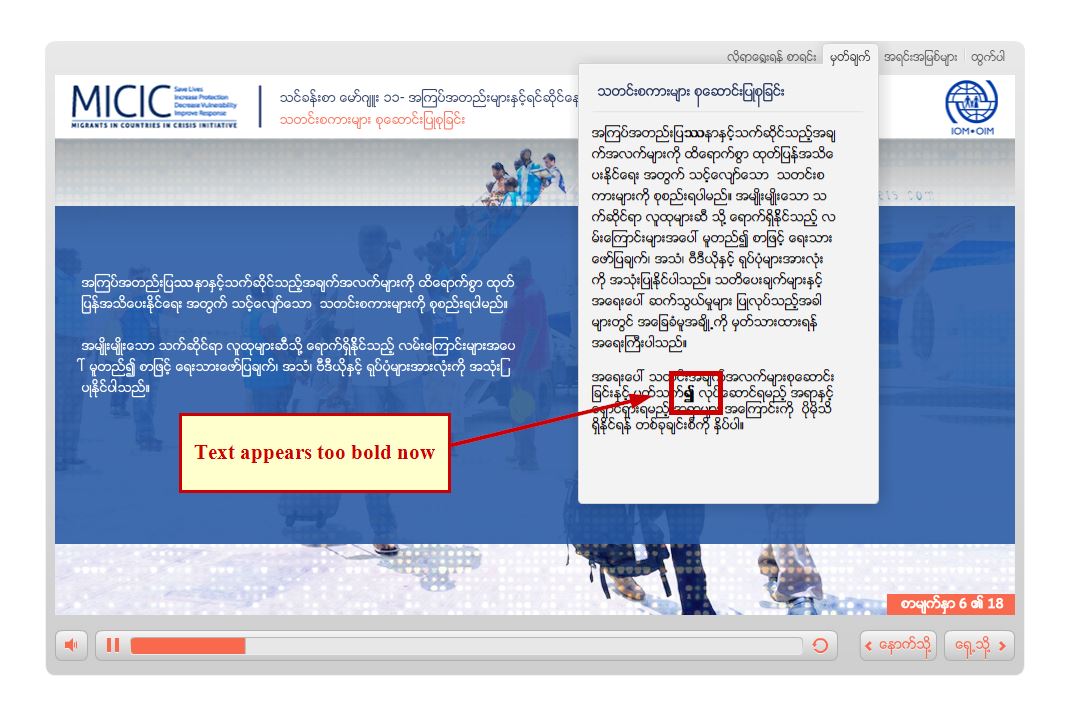 လိုရာရွေးရန် စာရင်း မှတ်ချက် အရင်းအမြစ်များ ထွက်ပါ
MICIC Save Lives
Increase Protection
Decrease Vulnerability
Improve Response
MIGRANTS IN COUNTRIES IN CRISIS INITIATIVE
သင်ခန်းစာ မော်ဂျူး ၁၁- အကြပ်အတည်းများနှင့်ရင်ဆိုင်နေ
သတင်းစကားများ စုဆောင်းပြုစုခြင်း
IOM•OIM
အကြပ်အတည်းပြဿနာနှင့်သက်ဆိုင်သည့်အချက်အလက်များကို ထိရောက်စွာ ထုတ်
ပြန်အသိပေးနိုင်ရေး အတွက် သင့်လျော်သော သတင်းစကားများကို စုစည်းရပါမည်။
အမျိုးမျိုးသော သက်ဆိုင်ရာ လူထုများဆီသို့ ရောက်ရှိနိုင်သည့် လမ်းကြောင်းများအပေ
ါ် မူတည်၍ စာဖြင့် ရေးသားဖော်ပြချက်၊ အသံ၊ ဗီဒီယိုနှင့် ရုပ်ပုံများအားလုံးကို အသုံးပြ
ပုနိုင်ပါသည်။
Text appears too bold now
သတင်းစကားများ စုဆောင်းပြုစုခြင်း
အကြပ်အတည်းပြဿနာနှင့်သက်ဆိုင်သည့်အချ
က်အလက်များကို ထိရောက်စွာ ထုတ်ပြန်အသိပေ
ပးနိုင်ရေး အတွက် သင့်လျော်သော သတင်းစ
ကားများကို စုစည်းရပါမည်။ အမျိုးမျိုးသော သ
က်ဆိုင်ရာ လူထုများဆီ သို့ ရောက်ရှိနိုင်သည့် လ
မ်းကြောင်းများအပေါ် မူတည်၍ စာဖြင့် ရေးသား
ဖော်ပြချက်၊ အသံ၊ ဗီဒီယိုနှင့် ရုပ်ပုံများအားလုံး
ကို အသုံးပြုနိုင်ပါသည်။ သတိပေးချက်များနှင့်
အရေးပေါ် ဆက်သွယ်မှုများ ပြုလုပ်သည့်အခါ
များတွင် အခြေခံမူအချို့ကို မှတ်သားထားရန်
အရေးကြီးပါသည်။
အရေးပေါ် သတင်းအချက်အလက်များစုဆောင်း
ခြင်းနှင့် ပတ်သက်၍ လုပ်ဆောင်ရမည့် အရာနှင့်
ရှောင်ရှားရမည့် အရာများ အကြောင်းကို ပိုမိုသိ
ရှိနိုင်ရန် တစ်ခုချင်းစီကို နှိပ်ပါ။
စာမျက်နှာ 6 ၏ 18
နောက်သို့ ရှေ့သို့